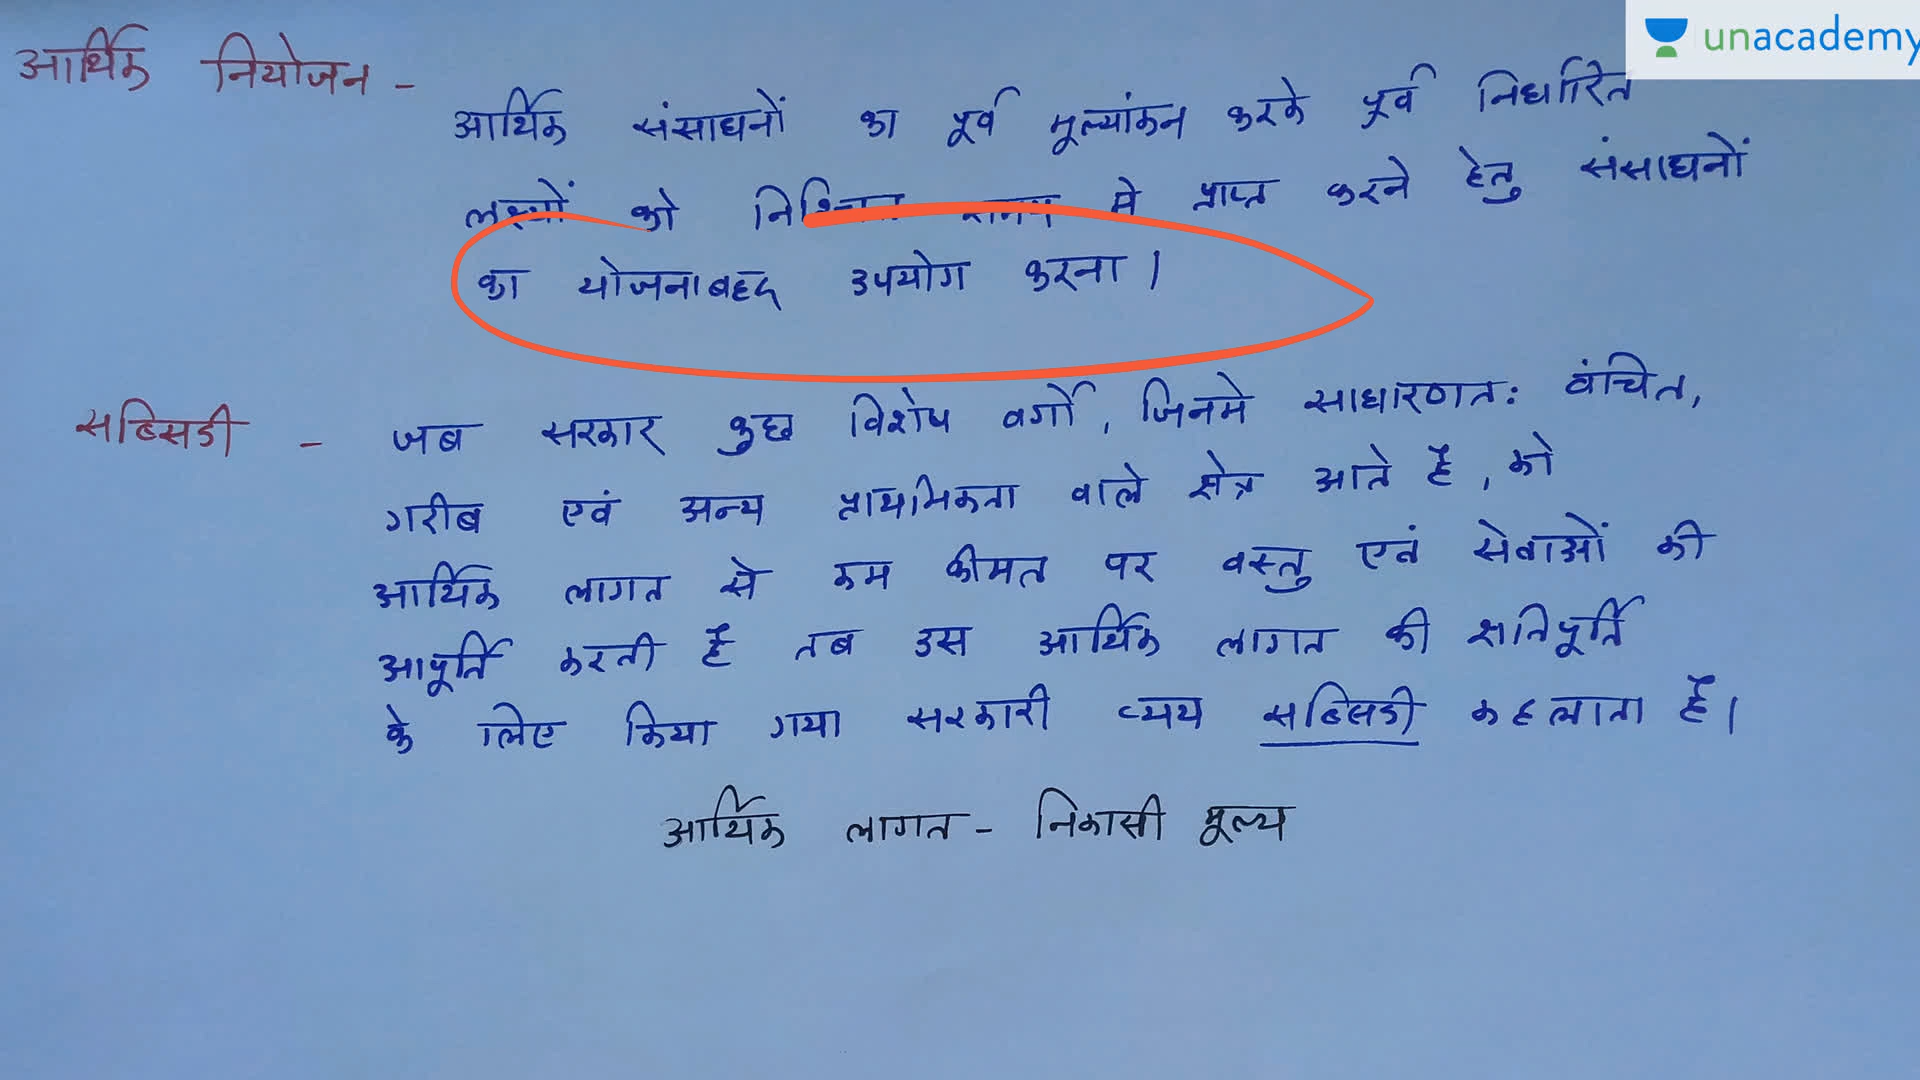 unacademy
आर्थिक नियोजन -
आर्थिक संसाधनों का पूर्व मूल्यांकन करके पूर्व निर्धारित
लक्ष्यों को निश्चित समय मे प्राप्त करने हेतु संसाधनों
का योजनाबद्द उपयोग करना।
सब्सिडी - जब सरकार कुछ विशेष वर्गो, जिनमे साधारणत: वंचित,
गरीब एवं अन्य प्राथमिकता वाले क्षेत्र आते है, को
आर्थिक लागत से कम कीमत पर वस्तु एवं सेवाओं की
आपूर्ति करती है तब उस आर्थिक लागत की क्षतिपूर्ति
के लिए किया गया सरकारी व्यय सब्सिडी कहलाता है।
आर्थिक लागत - निकासी मूल्य